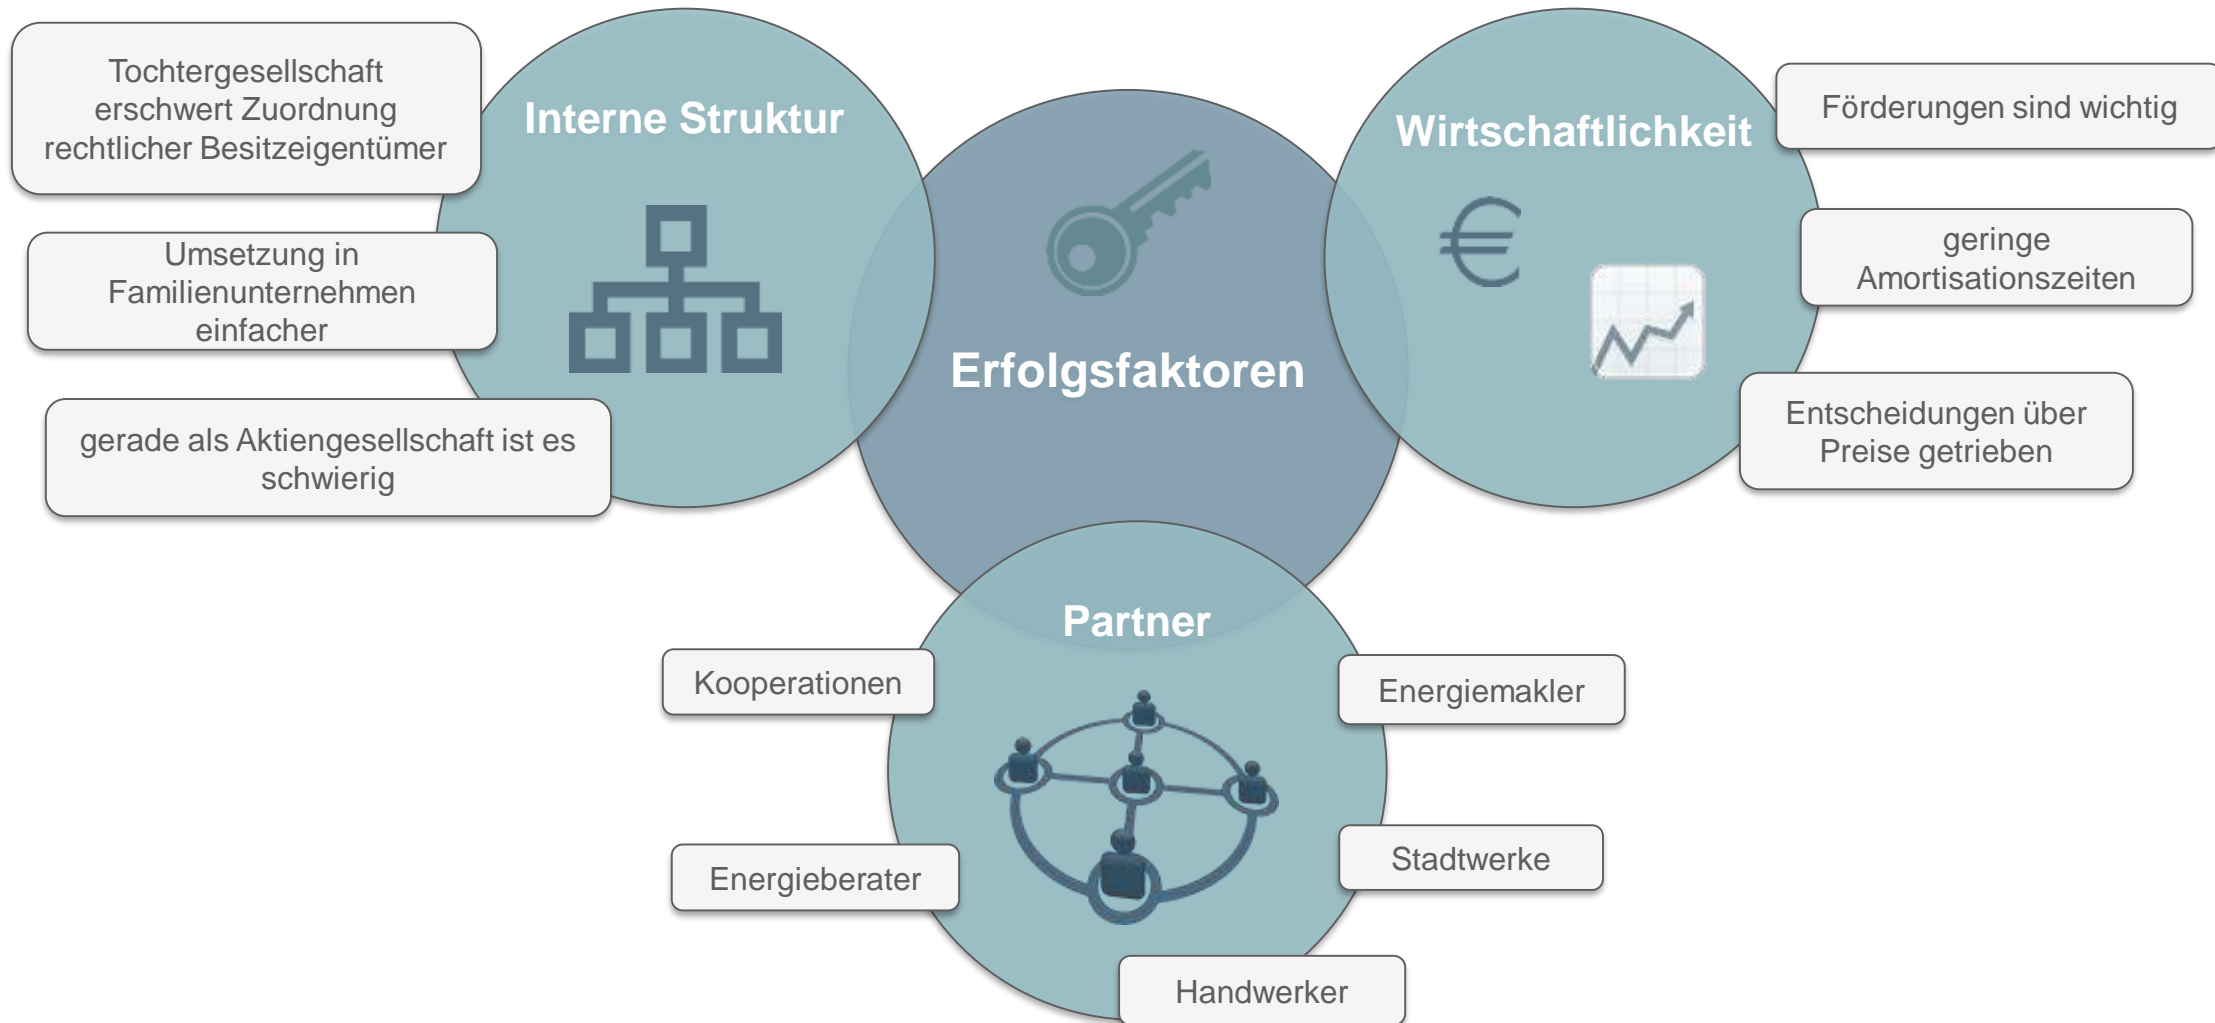 Interne Struktur
Tochtergesellschaft
erschwert Zuordnung
rechtlicher Besitzeigentümer
Umsetzung in
Familienunternehmen
einfacher
gerade als Aktiengesellschaft ist es
schwierig
Erfolgsfaktoren
Wirtschaftlichkeit
€
Förderungen sind wichtig
geringe
Amortisationszeiten
Entscheidungen über
Preise getrieben
Partner
Kooperationen
Energiemakler
Energieberater
Stadtwerke
Handwerker